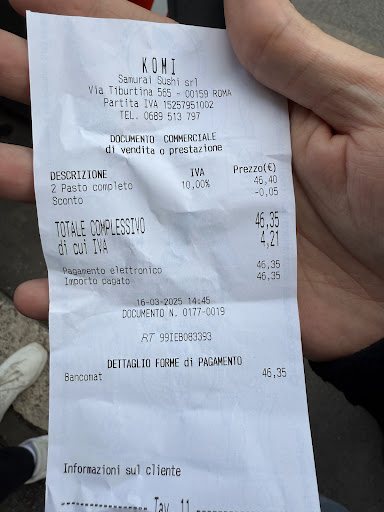 KOMI
Samurai Sushi srl
Via Tiburtina 565 - 00159 ROMA
Partita IVA 15257951002
TEL. 0689 513 797
DOCUMENTO COMMERCIALE
di vendita o prestazione
DESCRIZIONE IVA Prezzo(€)
2 Pasto completo 10,00% 46,40
Sconto -0,05
TOTALE COMPLESSIVO 46,35
di cui IVA 4,21
Pagamento elettronico 46,35
Importo pagato 46,35
16-03-2025 14:45
DOCUMENTO N. 0177-0019
RT 99IEB083393
DETTAGLIO FORME di PAGAMENTO
Bancomat 46,35
Informazioni sul cliente
Tav. 11